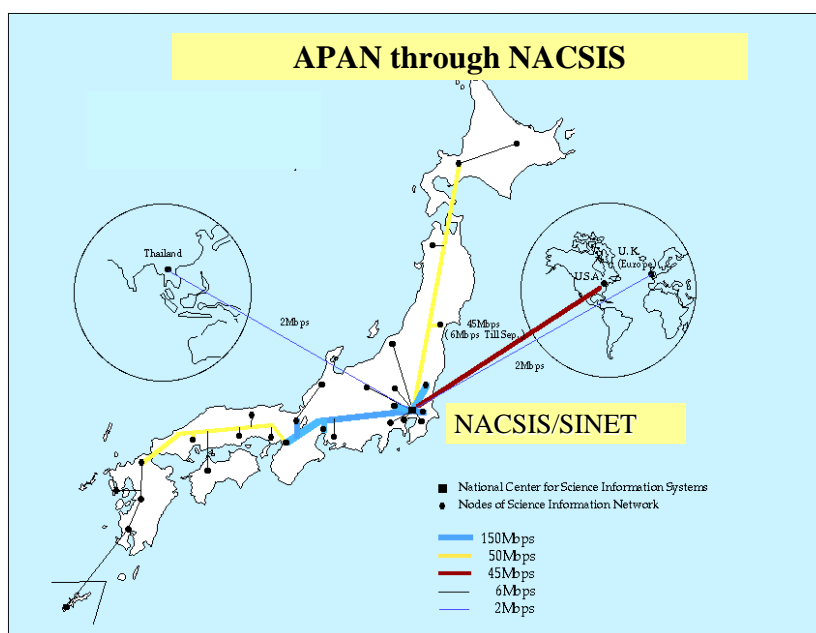 APAN through NACSIS
Thailand
U.K.
(Europe)
U.S.A.
2Mbps
45Mbps
( 6Mbps Till Sep. )
2Mbps
NACSIS/SINET
National Center for Science Information Systems
Nodes of Science Information Network
150Mbps
50Mbps
45Mbps
6Mbps
2Mbps